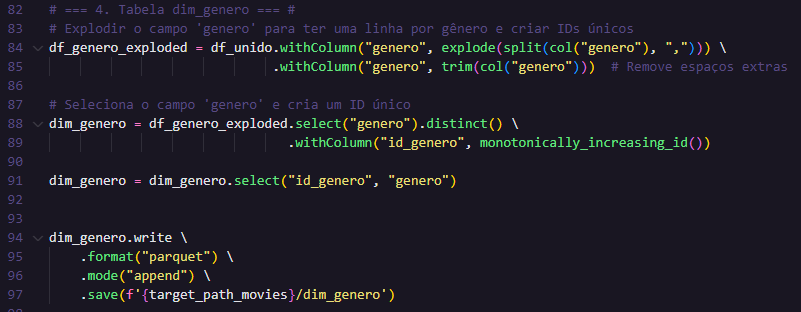 82 # === 4. Tabela dim_genero === #
83 # Explodir o campo 'genero' para ter uma linha por gênero e criar IDs únicos
84 df_genero_exploded = df_unido.withColumn("genero", explode(split(col("genero"), ","))) \
85 .withColumn("genero", trim(col("genero"))) # Remove espaços extras
86
87 # Seleciona o campo 'genero' e cria um ID único
88 dim_genero = df_genero_exploded.select("genero").distinct() \
89 .withColumn("id_genero", monotonically_increasing_id())
90
91 dim_genero = dim_genero.select("id_genero", "genero")
92
93
94 dim_genero.write \
95 .format("parquet") \
96 .mode("append") \
97 .save(f'{target_path_movies}/dim_genero')